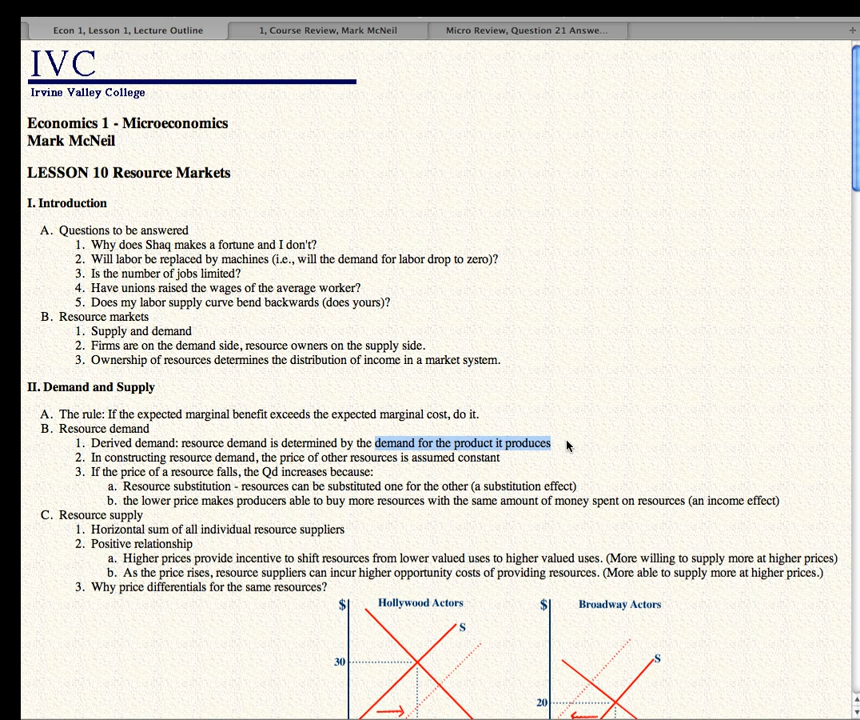 Econ 1, Lesson 1, Lecture Outline
1, Course Review, Mark McNeil
Micro Review, Question 21 Answe...
IVC
Irvine Valley College
Economics 1 - Microeconomics
Mark McNeil
LESSON 10 Resource Markets
I. Introduction
A. Questions to be answered
1. Why does Shaq makes a fortune and I don't?
2. Will labor be replaced by machines (i.e., will the demand for labor drop to zero)?
3. Is the number of jobs limited?
4. Have unions raised the wages of the average worker?
5. Does my labor supply curve bend backwards (does yours)?
B. Resource markets
1. Supply and demand
2. Firms are on the demand side, resource owners on the supply side.
3. Ownership of resources determines the distribution of income in a market system.
II. Demand and Supply
A. The rule: If the expected marginal benefit exceeds the expected marginal cost, do it.
B. Resource demand
1. Derived demand: resource demand is determined by the demand for the product it produces
2. In constructing resource demand, the price of other resources is assumed constant
3. If the price of a resource falls, the Qd increases because:
a. Resource substitution - resources can be substituted one for the other (a substitution effect)
b. the lower price makes producers able to buy more resources with the same amount of money spent on resources (an income effect)
C. Resource supply
1. Horizontal sum of all individual resource suppliers
2. Positive relationship
a. Higher prices provide incentive to shift resources from lower valued uses to higher valued uses. (More willing to supply more at higher prices)
b. As the price rises, resource suppliers can incur higher opportunity costs of providing resources. (More able to supply more at higher prices.)
3. Why price differentials for the same resources?
$ Hollywood Actors $ Broadway Actors
S
S
30
20